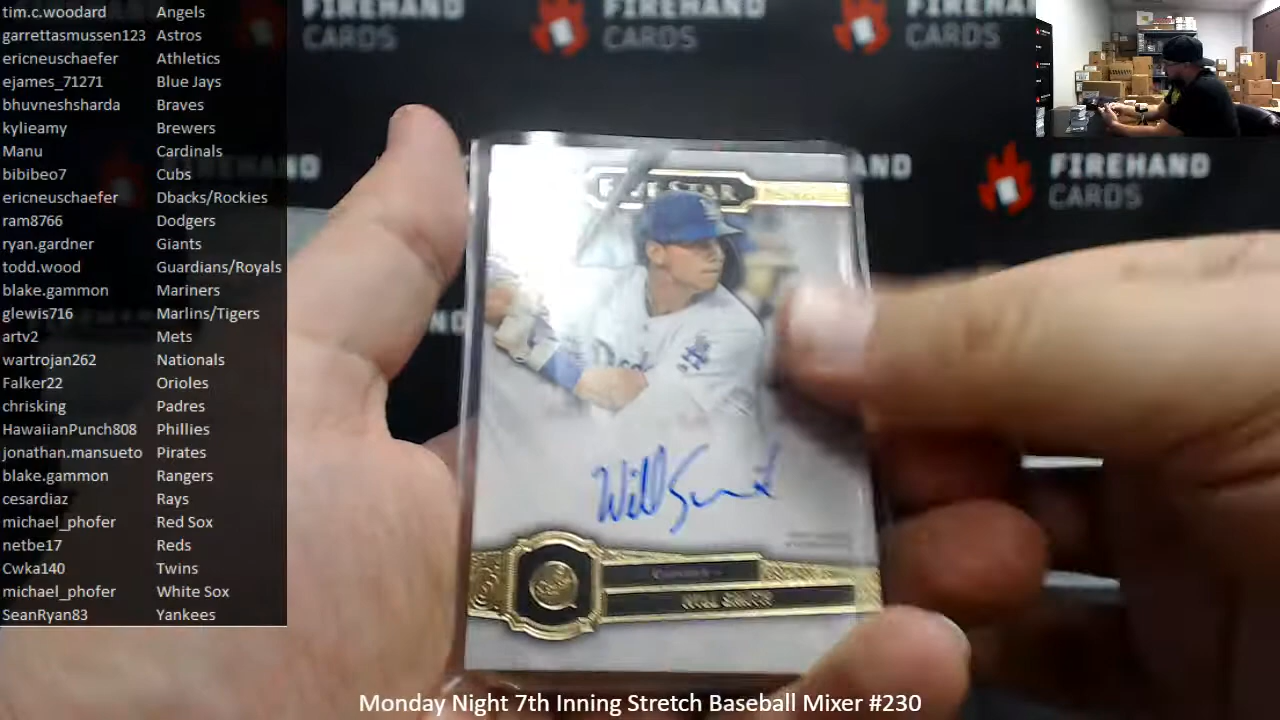 tim.c.woodard Angels
garrettasmussen123 Astros
ericneuschaefer Athletics
ejames_71271 Blue Jays
bhuvneshsharda Braves
kylieamy Brewers
Manu Cardinals
bibibeo7 Cubs
ericneuschaefer Dbacks/Rockies
ram8766 Dodgers
ryan.gardner Giants
todd.wood Guardians/Royals
blake.gammon Mariners
glewis716 Marlins/Tigers
artv2 Mets
wartrojan262 Nationals
Falker22 Orioles
chrisking Padres
HawaiianPunch808 Phillies
jonathan.mansueto Pirates
blake.gammon Rangers
cesardiaz Rays
michael_phofer Red Sox
netbe17 Reds
Cwka140 Twins
michael_phofer White Sox
SeanRyan83 Yankees
FIREHAND
CARDS
FIREHAND
CARDS
FIREHAND
CARDS
FIREHAND
CARDS
FIVE STAR
Will Smith
WILL SMITH
Monday Night 7th Inning Stretch Baseball Mixer #230